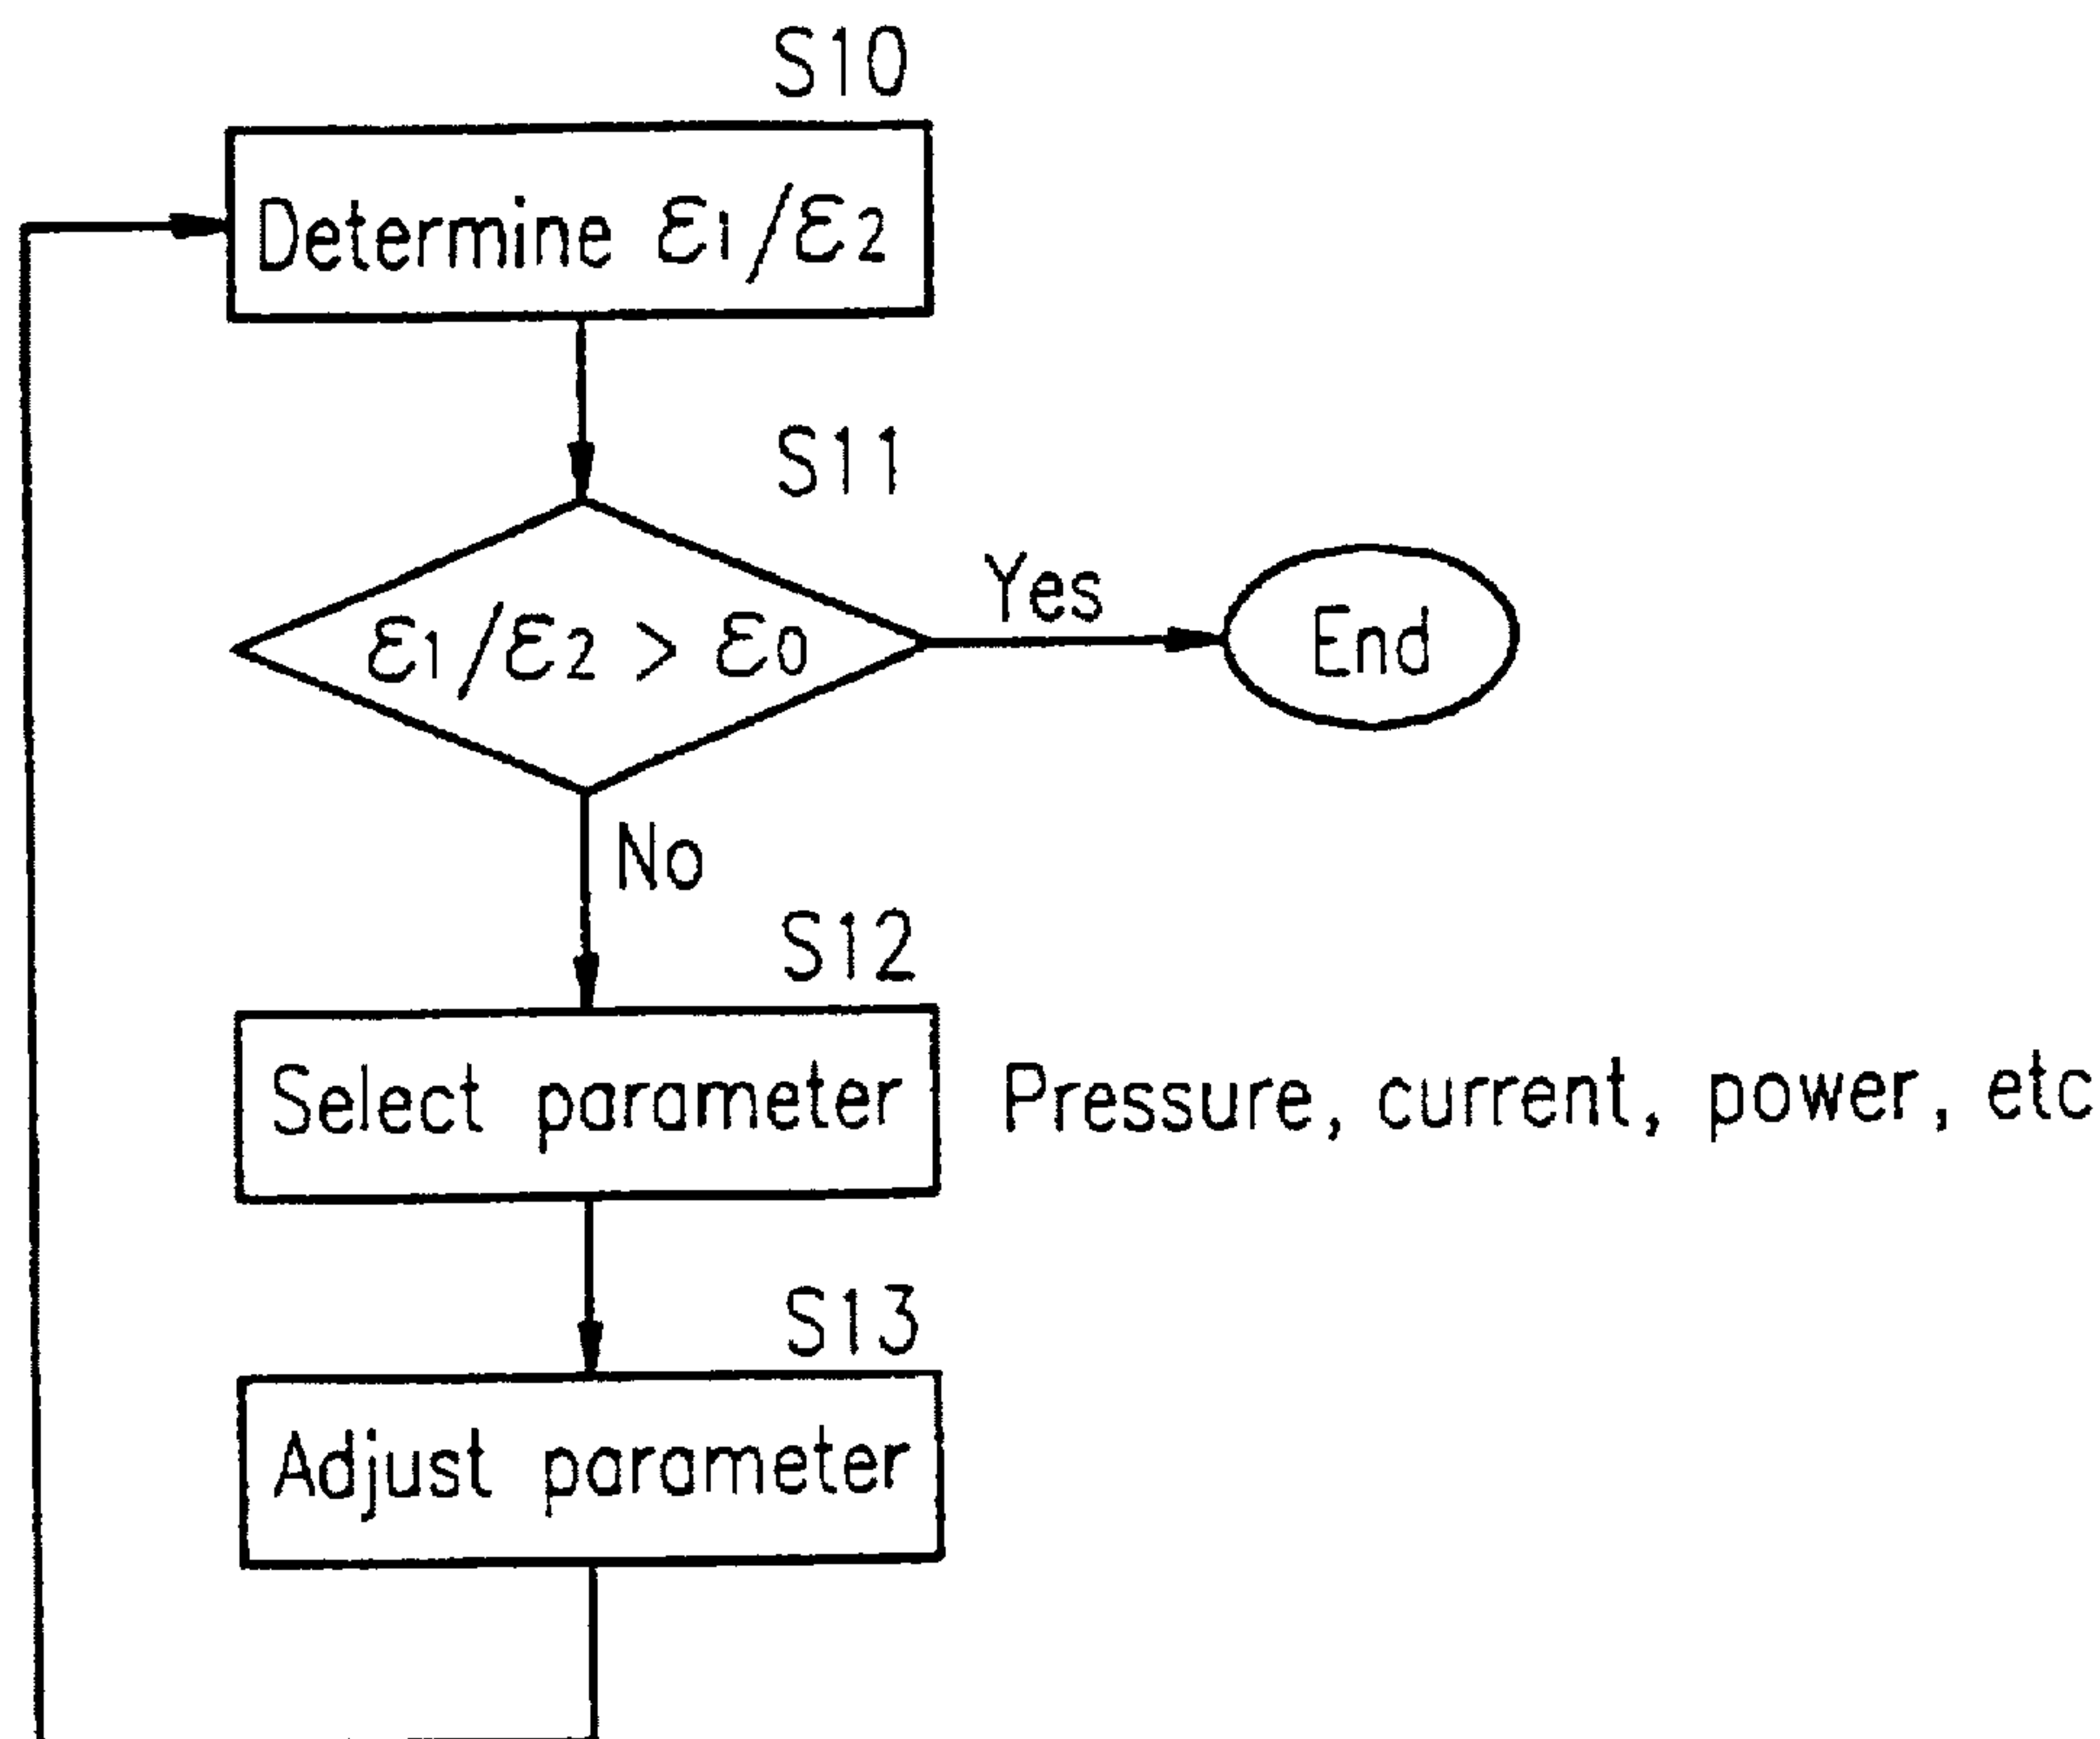 S10
Determine ε1/ε2
S11
ε1/ε2 > ε0
Yes
End
No
S12
Select parameter
Pressure, current, power, etc
S13
Adjust parameter